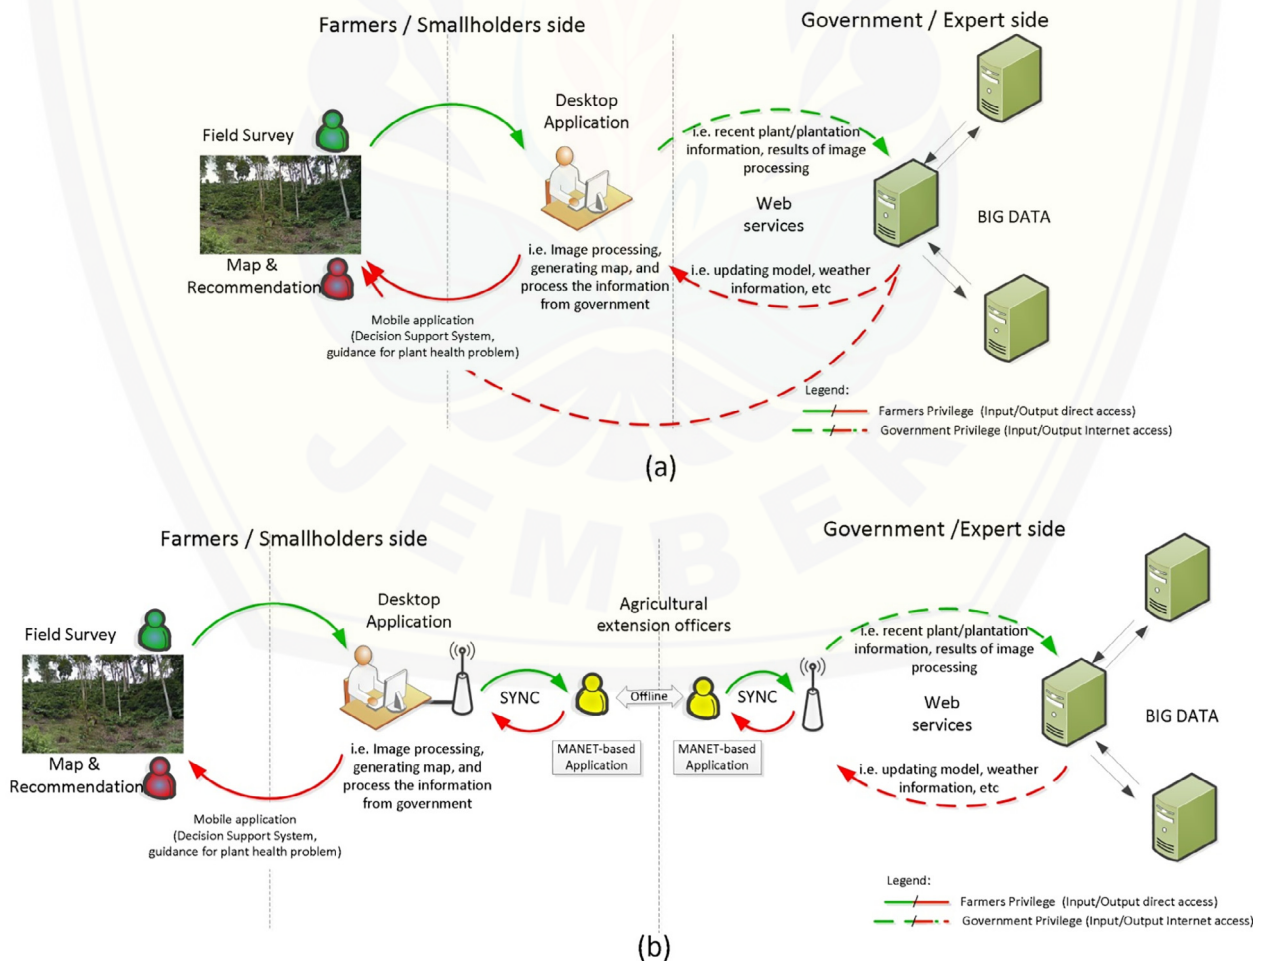 Farmers / Smallholders side
Government / Expert side
Desktop
Application
Field Survey
i.e. recent plant/plantation
information, results of image
processing
Web
services
BIG DATA
Map &
Recommendation
i.e. Image processing,
generating map, and
process the information
from government
i.e. updating model, weather
information, etc
Mobile application
(Decision Support System,
guidance for plant health problem)
Legend:
Farmers Privilege (Input/Output direct access)
Government Privilege (Input/Output Internet access)
(a)
JEMBER
Farmers / Smallholders side
Government /Expert side
Desktop
Application
Agricultural
extension officers
Field Survey
i.e. recent plant/plantation
information, results of image
processing
SYNC
Offline
SYNC
Web
services
BIG DATA
MANET-based
Application
MANET-based
Application
Map &
Recommendation
i.e. Image processing,
generating map, and
process the information
from government
i.e. updating model, weather
information, etc
Mobile application
(Decision Support System,
guidance for plant health problem)
Legend:
Farmers Privilege (Input/Output direct access)
Government Privilege (Input/Output Internet access)
(b)